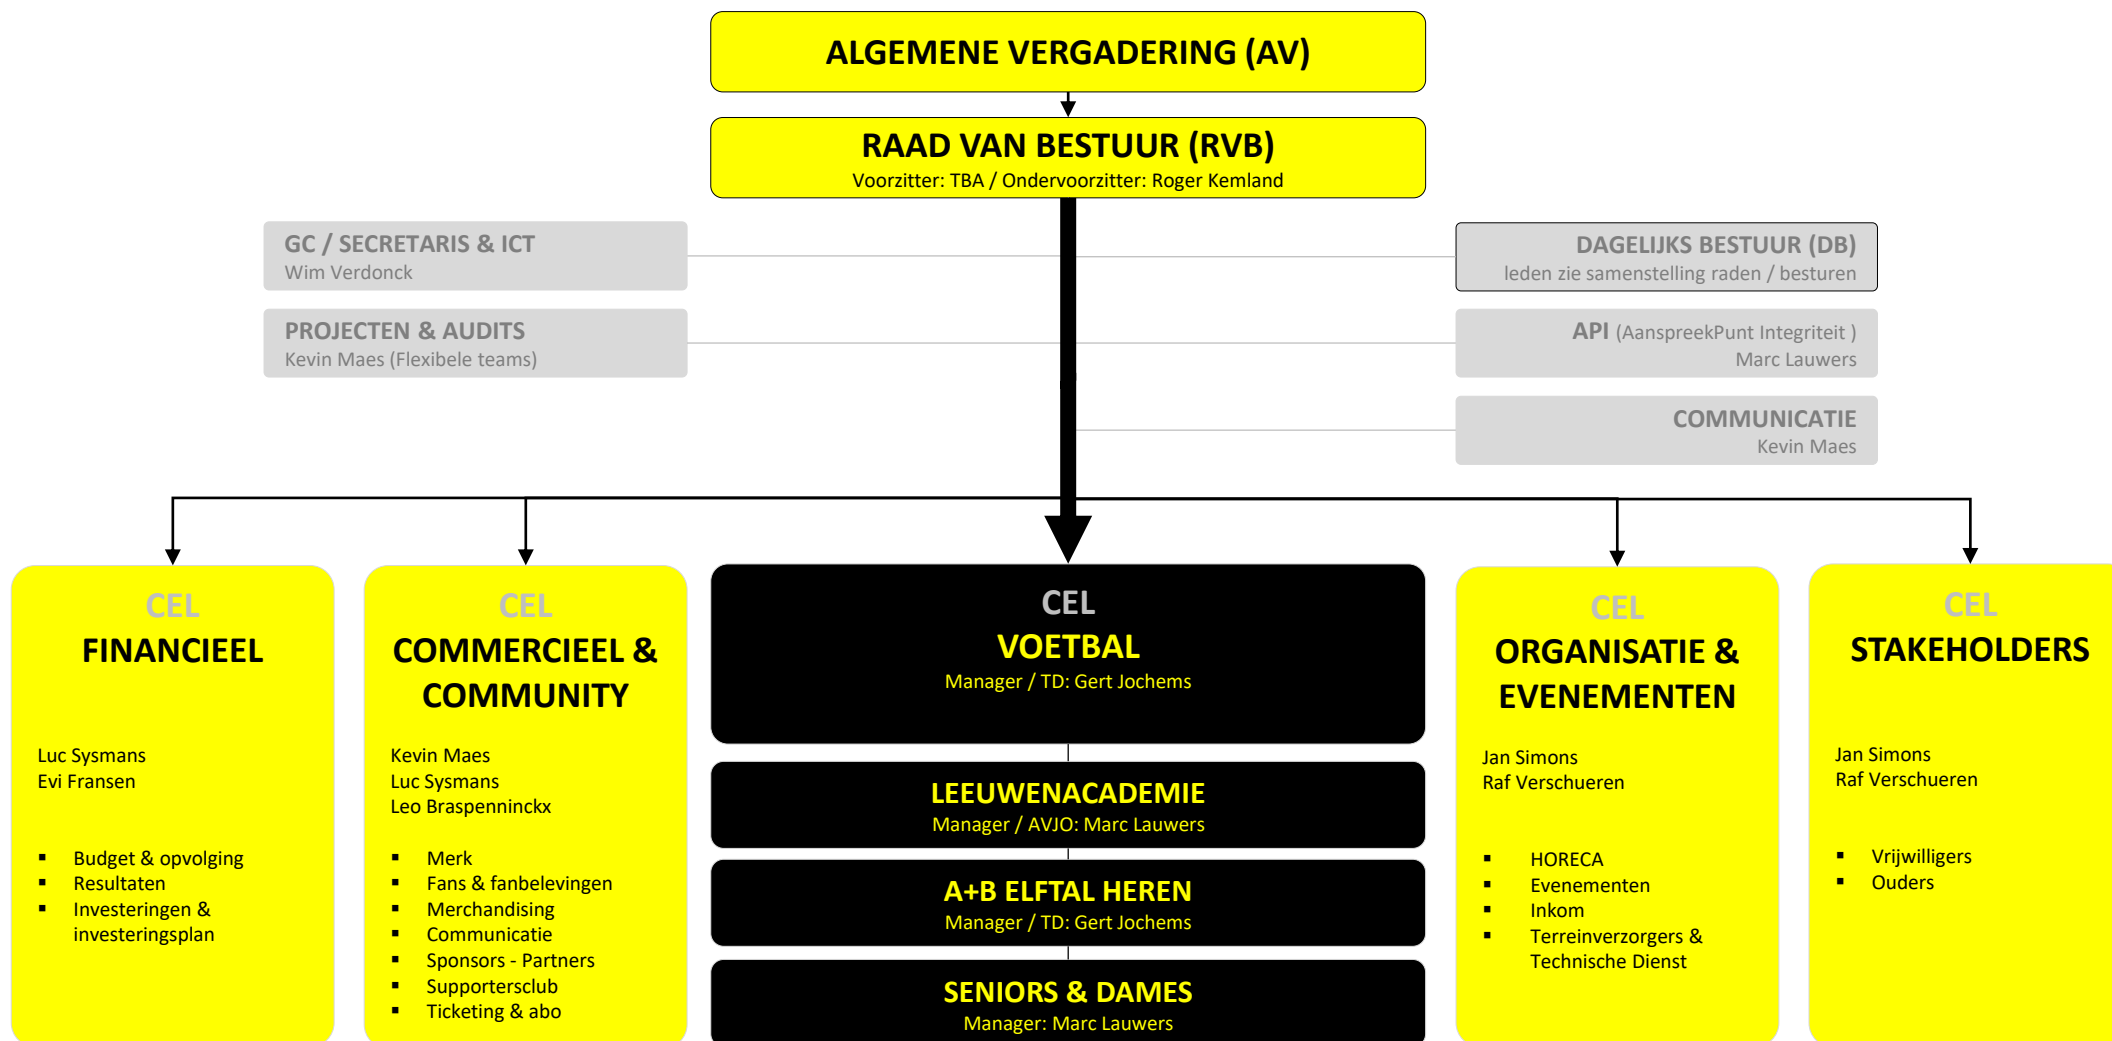 ALGEMENE VERGADERING (AV)
RAAD VAN BESTUUR (RVB)
Voorzitter: TBA / Ondervoorzitter: Roger Kemland
GC / SECRETARIS & ICT
Wim Verdonck
DAGELIJKS BESTUUR (DB)
leden zie samenstelling raden / besturen
PROJECTEN & AUDITS
Kevin Maes (Flexibele teams)
API (AanspreekPunt Integriteit )
Marc Lauwers
COMMUNICATIE
Kevin Maes
CEL
FINANCIEEL
Luc Sysmans
Evi Fransen
▪ Budget & opvolging
▪ Resultaten
▪ Investeringen &
investeringsplan
CEL
COMMERCIEEL &
COMMUNITY
Kevin Maes
Luc Sysmans
Leo Braspenninckx
▪ Merk
▪ Fans & fanbelevingen
▪ Merchandising
▪ Communicatie
▪ Sponsors - Partners
▪ Supportersclub
▪ Ticketing & abo
CEL
VOETBAL
Manager / TD: Gert Jochems
LEEUWENACADEMIE
Manager / AVJO: Marc Lauwers
A+B ELFTAL HEREN
Manager / TD: Gert Jochems
SENIORS & DAMES
Manager: Marc Lauwers
CEL
ORGANISATIE &
EVENEMENTEN
Jan Simons
Raf Verschueren
▪ HORECA
▪ Evenementen
▪ Inkom
▪ Terreinverzorgers &
Technische Dienst
CEL
STAKEHOLDERS
Jan Simons
Raf Verschueren
▪ Vrijwilligers
▪ Ouders